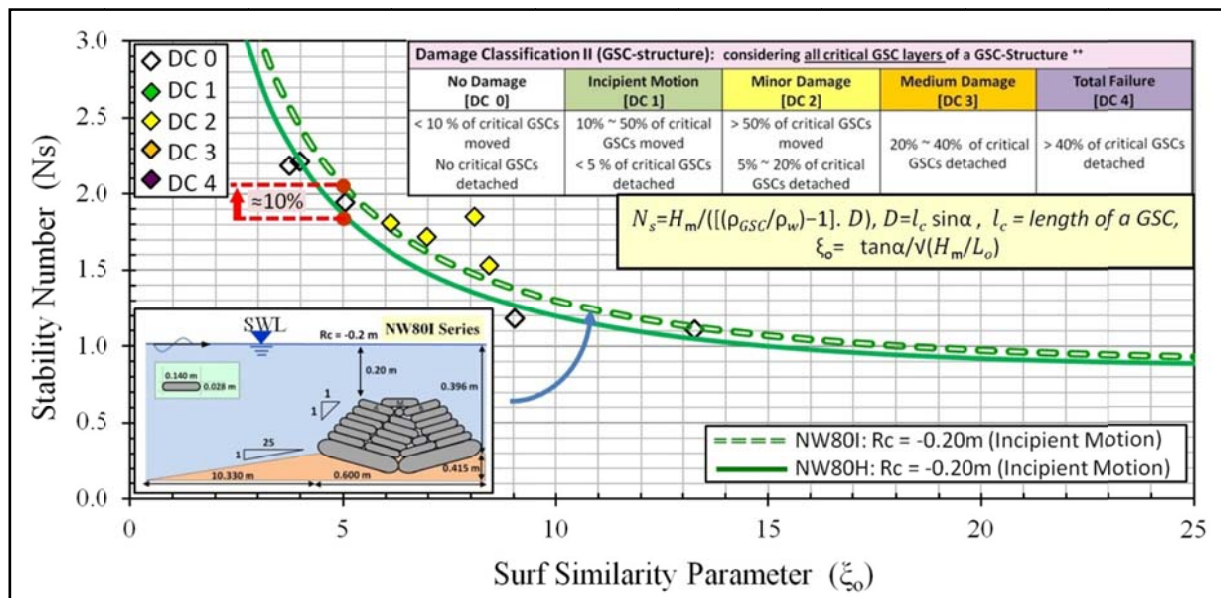 3.0
2.5
2.0
1.5
1.0
0.5
0.0
Stability Number (Ns)
DC 0
DC 1
DC 2
DC 3
DC 4
≈10%
Damage Classification II (GSC-structure): considering all critical GSC layers of a GSC-Structure ⁺⁺
No Damage
[DC 0]
Incipient Motion
[DC 1]
Minor Damage
[DC 2]
Medium Damage
[DC 3]
Total Failure
[DC 4]
< 10 % of critical GSCs
moved
No critical GSCs
detached
10% ~ 50% of critical
GSCs moved
< 5 % of critical GSCs
detached
> 50% of critical GSCs
moved
5% ~ 20% of critical
GSCs detached
20% ~ 40% of critical
GSCs detached
> 40% of critical GSCs
detached
Nₛ=Hₘ/([(ρGSC/ρw)−1]. D), D=lc sinα, lc = length of a GSC,
ξₒ= tanα/√(Hₘ/Lₒ)
SWL
Rc = -0.2 m
NW80I Series
0.140 m
0.028 m
0.20 m
0.396 m
1
1
25
1
10.330 m
0.600 m
0.415 m
NW80I: Rc = -0.20m (Incipient Motion)
NW80H: Rc = -0.20m (Incipient Motion)
0
5
10
15
20
25
Surf Similarity Parameter (ξₒ)